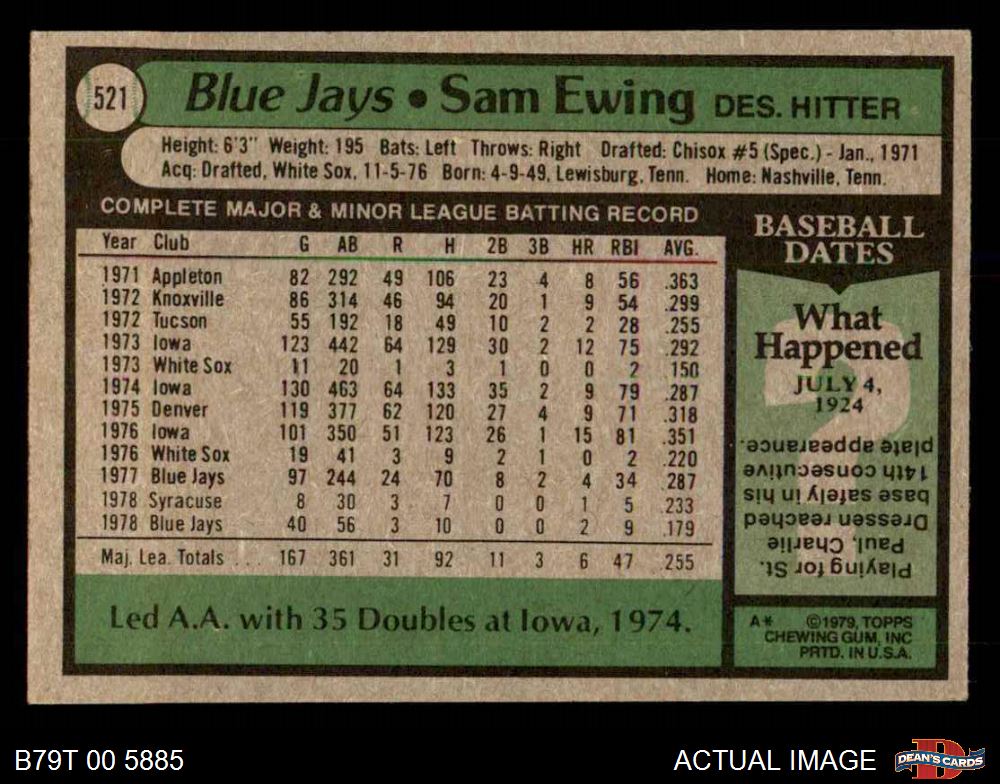 521
Blue Jays • Sam Ewing DES. HITTER
Height: 6'3" Weight: 195 Bats: Left Throws: Right Drafted: Chisox #5 (Spec.) - Jan., 1971
Acq: Drafted, White Sox, 11-5-76 Born: 4-9-49, Lewisburg, Tenn. Home: Nashville, Tenn.
COMPLETE MAJOR & MINOR LEAGUE BATTING RECORD
Year Club G AB R H 2B 3B HR RBI AVG.
1971 Appleton 82 292 49 106 23 4 8 56 .363
1972 Knoxville 86 314 46 94 20 1 9 54 .299
1972 Tucson 55 192 18 49 10 2 2 28 .255
1973 Iowa 123 442 64 129 30 2 12 75 .292
1973 White Sox 11 20 1 3 1 0 0 2 .150
1974 Iowa 130 463 64 133 35 2 9 79 .287
1975 Denver 119 377 62 120 27 4 9 71 .318
1976 Iowa 101 350 51 123 26 1 15 81 .351
1976 White Sox 19 41 3 9 2 1 0 2 .220
1977 Blue Jays 97 244 24 70 8 2 4 34 .287
1978 Syracuse 8 30 3 7 0 0 1 5 .233
1978 Blue Jays 40 56 3 10 0 0 2 9 .179
Maj. Lea. Totals . . . 167 361 31 92 11 3 6 47 .255
Led A.A. with 35 Doubles at Iowa, 1974.
BASEBALL
DATES
What
Happened
JULY 4,
1924
Playing for St.
Paul, Charlie
Dressen reached
base safely in his
14th consecutive
plate appearance.
A* ©1979, TOPPS
CHEWING GUM, INC
PRTD. IN U.S.A.
B79T 00 5885
ACTUAL IMAGE
D
DEAN'S CARDS